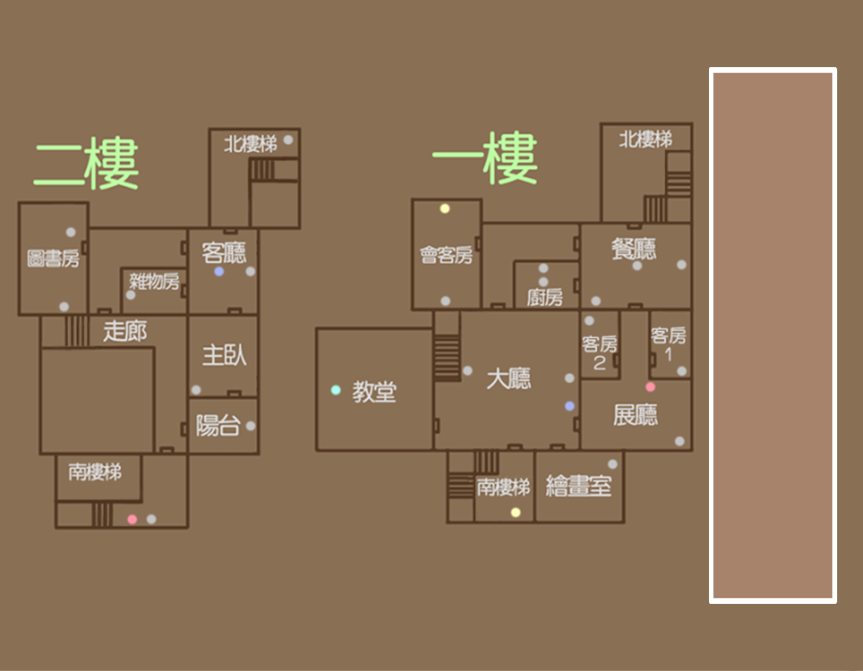 二樓
北樓梯
圖書房
客廳
雜物房
走廊
主臥
陽台
南樓梯
一樓
北樓梯
會客房
餐廳
廚房
教堂
大廳
客房
2
客房
1
展廳
南樓梯
繪畫室